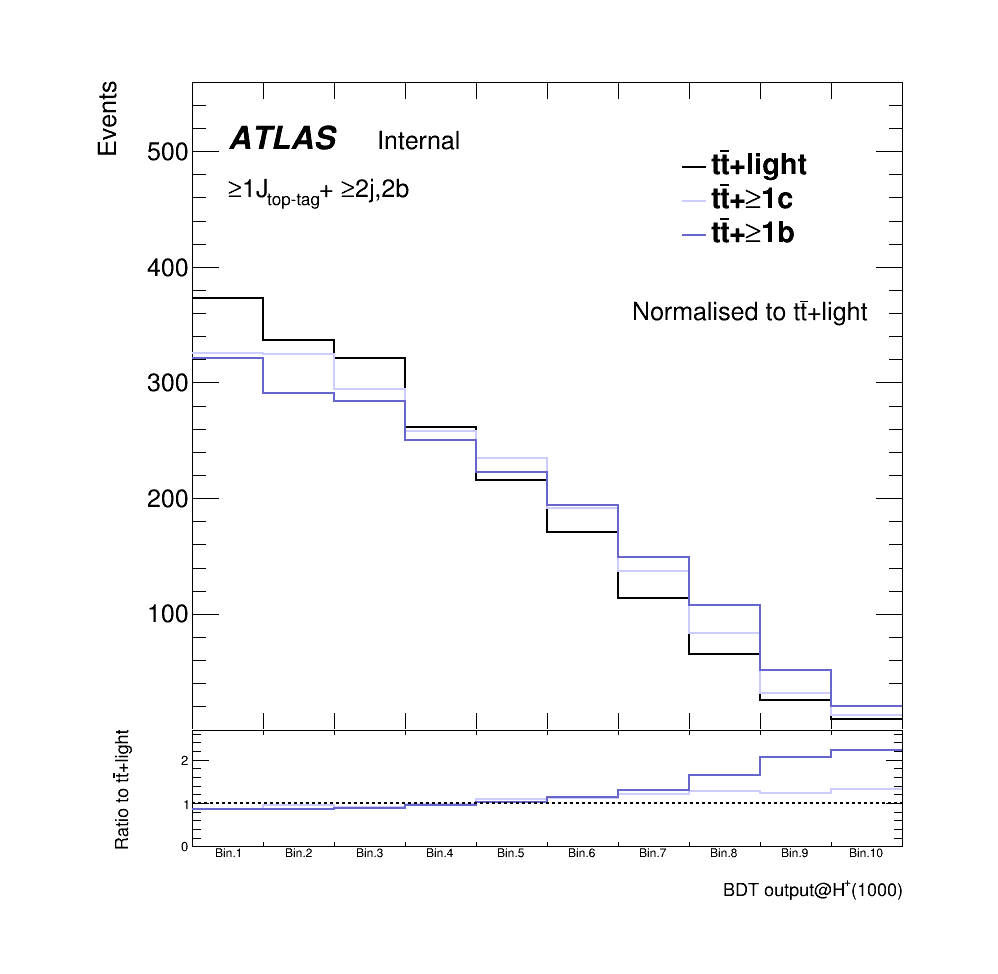 Events
ATLAS Internal
≥1J_top-tag+ ≥2j,2b
tt̄+light
tt̄+≥1c
tt̄+≥1b
Normalised to tt̄+light
500
400
300
200
100
Ratio to tt̄+light
2
1
0
Bin.1 Bin.2 Bin.3 Bin.4 Bin.5 Bin.6 Bin.7 Bin.8 Bin.9 Bin.10
BDT output@H⁺(1000)